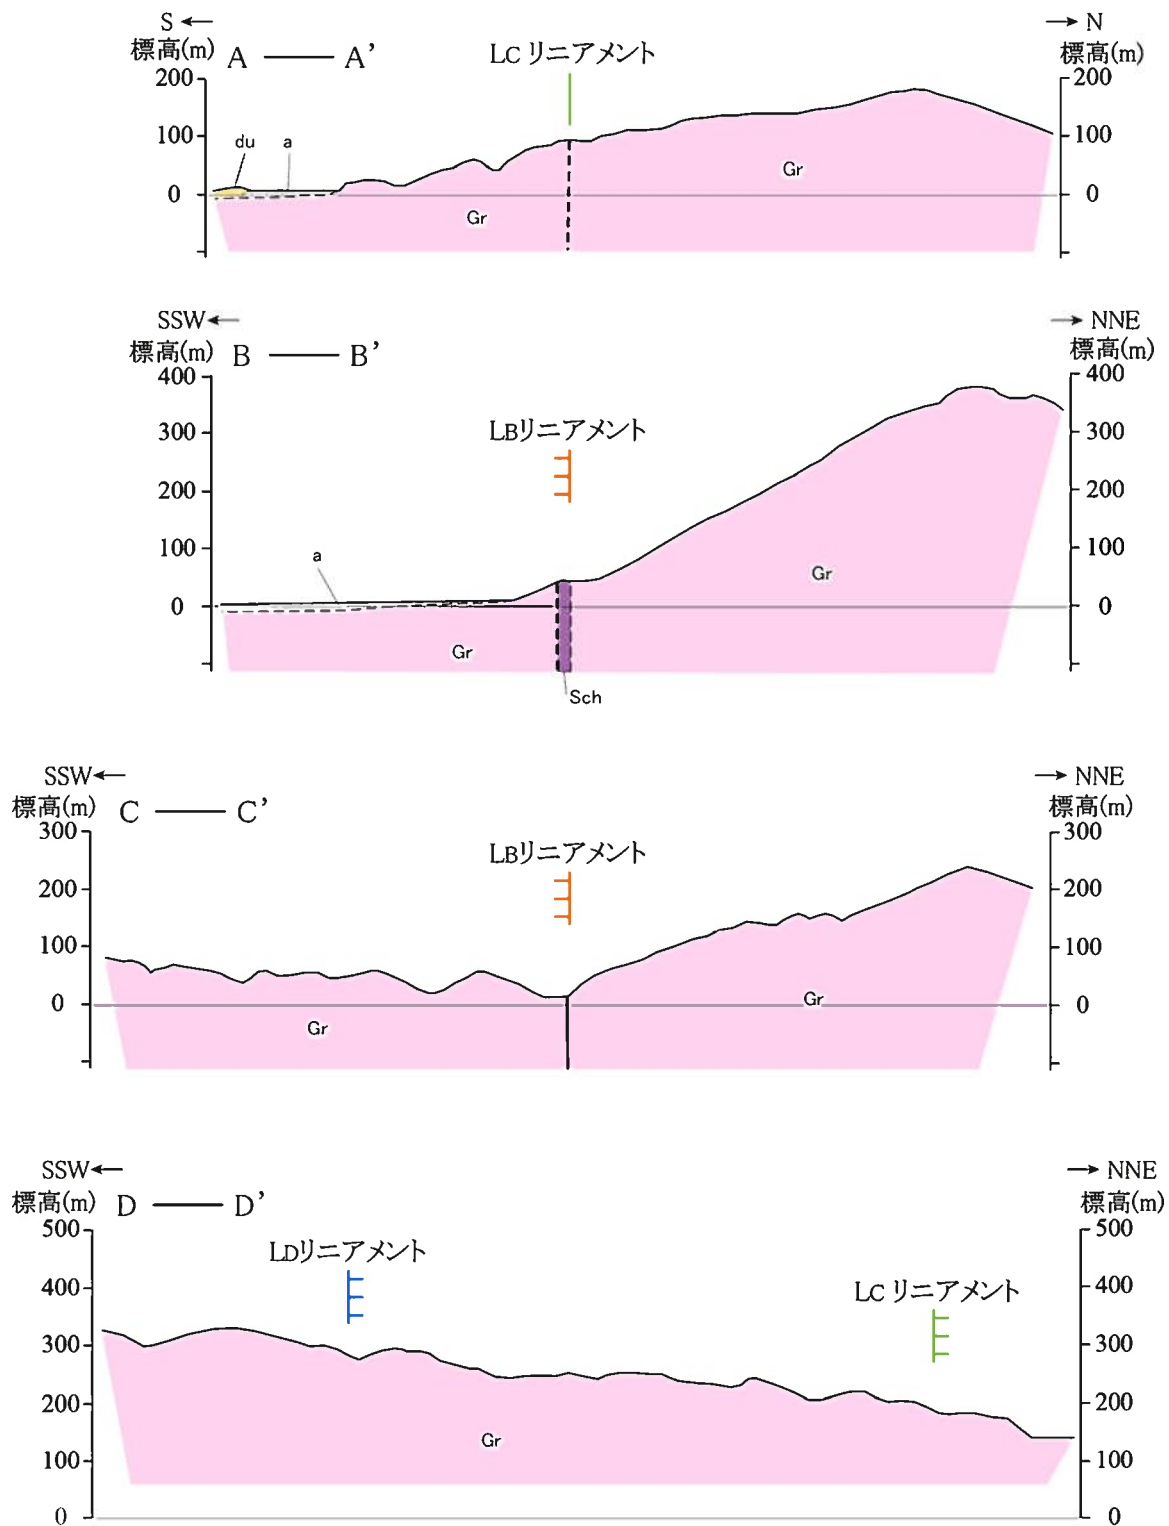 S ← → N
標高(m) A —— A' LC リニアメント 標高(m)
200 200
100 100
du a
Gr
0 0
Gr
SSW← →NNE
標高(m) B —— B' 標高(m)
400 400
LBリニアメント
300 300
200 200
100 100
a Gr
0 0
Gr
Sch
SSW← →NNE
標高(m) C —— C' 標高(m)
300 300
LBリニアメント
200 200
100 100
0 0
Gr Gr
SSW← →NNE
標高(m) D —— D' 標高(m)
500 500
LDリニアメント
400 LC リニアメント 400
300 300
200 200
Gr
100 100
0 0